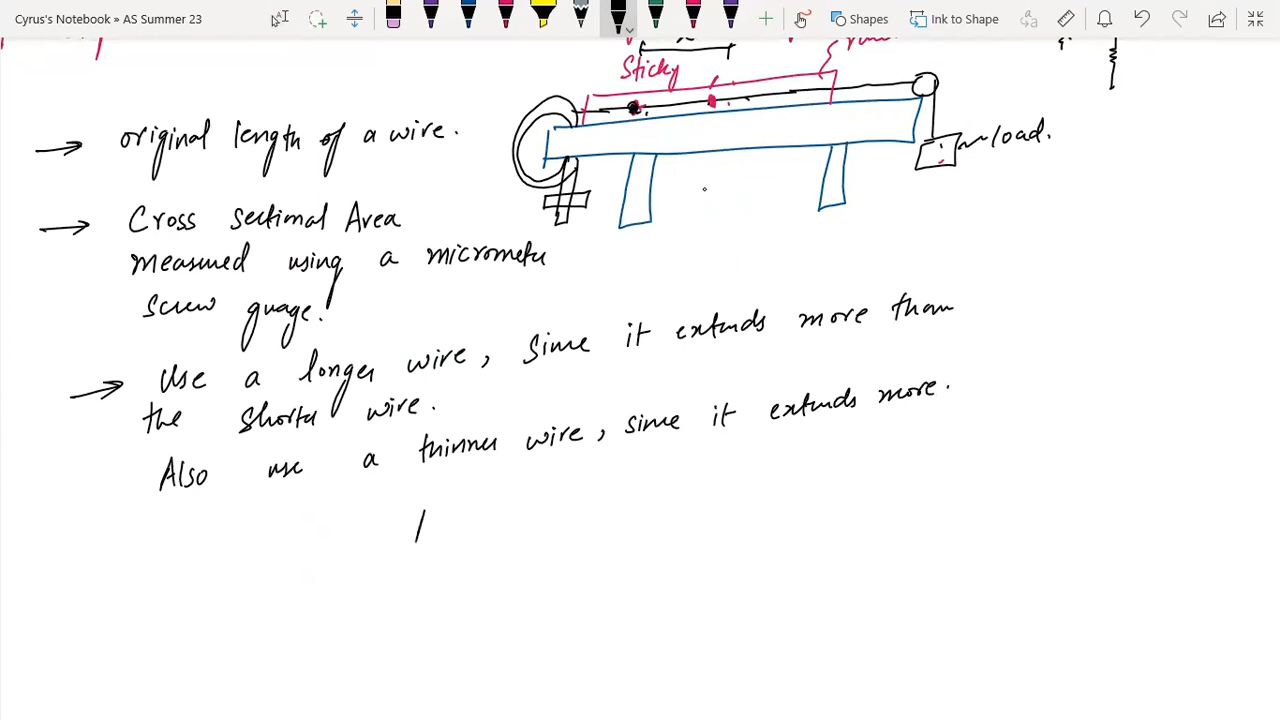 Cyrus's Notebook » AS Summer 23
Shapes
Ink to Shape
Sticky
load.
→ original length of a wire.
→ Cross sectional Area
measured using a micrometer
screw guage.
→ Use a longer wire, since it extends more than
the shorter wire.
Also use a thinner wire, since it extends more.